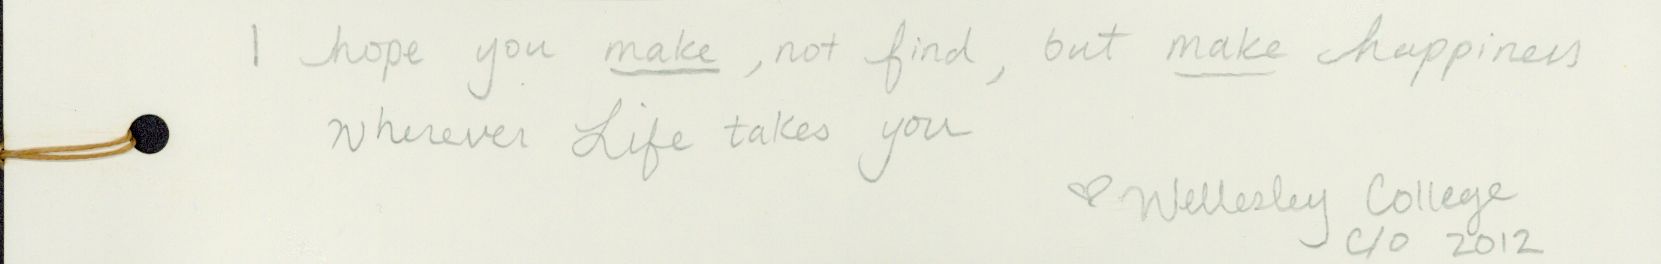 I hope you make, not find, but make happiness
wherever Life takes you
♡ Wellesley College
C/O 2012